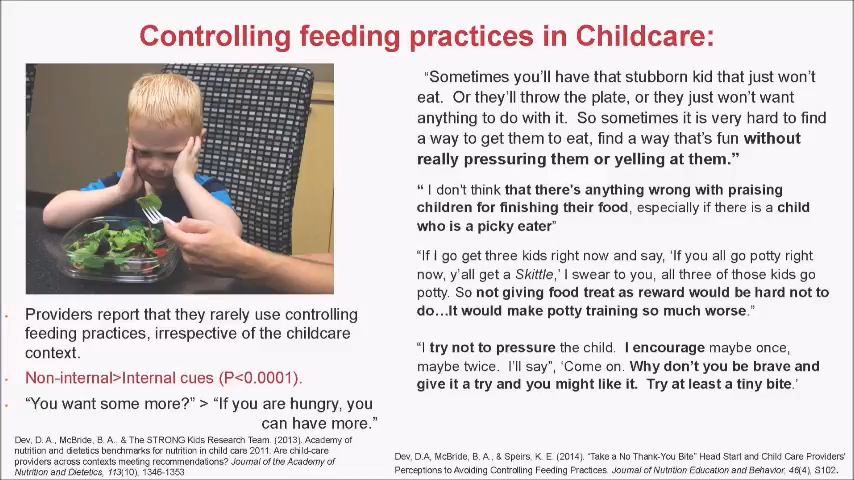 Controlling feeding practices in Childcare:
“Sometimes you’ll have that stubborn kid that just won’t
eat. Or they’ll throw the plate, or they just won’t want
anything to do with it. So sometimes it is very hard to find
a way to get them to eat, find a way that’s fun without
really pressuring them or yelling at them.”
“ I don’t think that there’s anything wrong with praising
children for finishing their food, especially if there is a child
who is a picky eater”
“If I go get three kids right now and say, ‘If you all go potty right
now, y’all get a Skittle,’ I swear to you, all three of those kids go
potty. So not giving food treat as reward would be hard not to
do…It would make potty training so much worse.”
“I try not to pressure the child. I encourage maybe once,
maybe twice. I’ll say”, ‘Come on. Why don’t you be brave and
give it a try and you might like it. Try at least a tiny bite.’
Dev, D.A, McBride, B. A., & Speirs, K. E. (2014). “Take a No Thank-You Bite” Head Start and Child Care Providers’
Perceptions to Avoiding Controlling Feeding Practices. Journal of Nutrition Education and Behavior, 46(4), S102.
• Providers report that they rarely use controlling
feeding practices, irrespective of the childcare
context.
• Non-internal>Internal cues (P<0.0001).
• “You want some more?” > “If you are hungry, you
can have more.”
Dev, D. A., McBride, B. A., & The STRONG Kids Research Team. (2013). Academy of
nutrition and dietetics benchmarks for nutrition in child care 2011: Are child-care
providers across contexts meeting recommendations? Journal of the Academy of
Nutrition and Dietetics, 113(10), 1346-1353